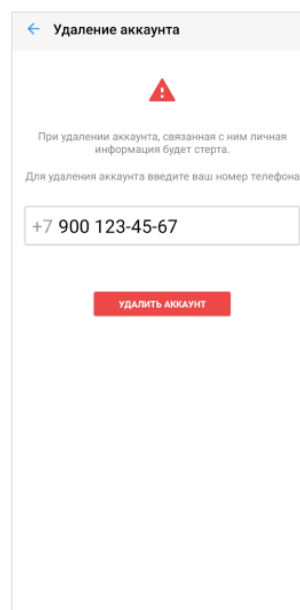 Удаление аккаунта
При удалении аккаунта, связанная с ним личная
информация будет стерта.
Для удаления аккаунта введите ваш номер телефона
+7 900 123-45-67
УДАЛИТЬ АККАУНТ